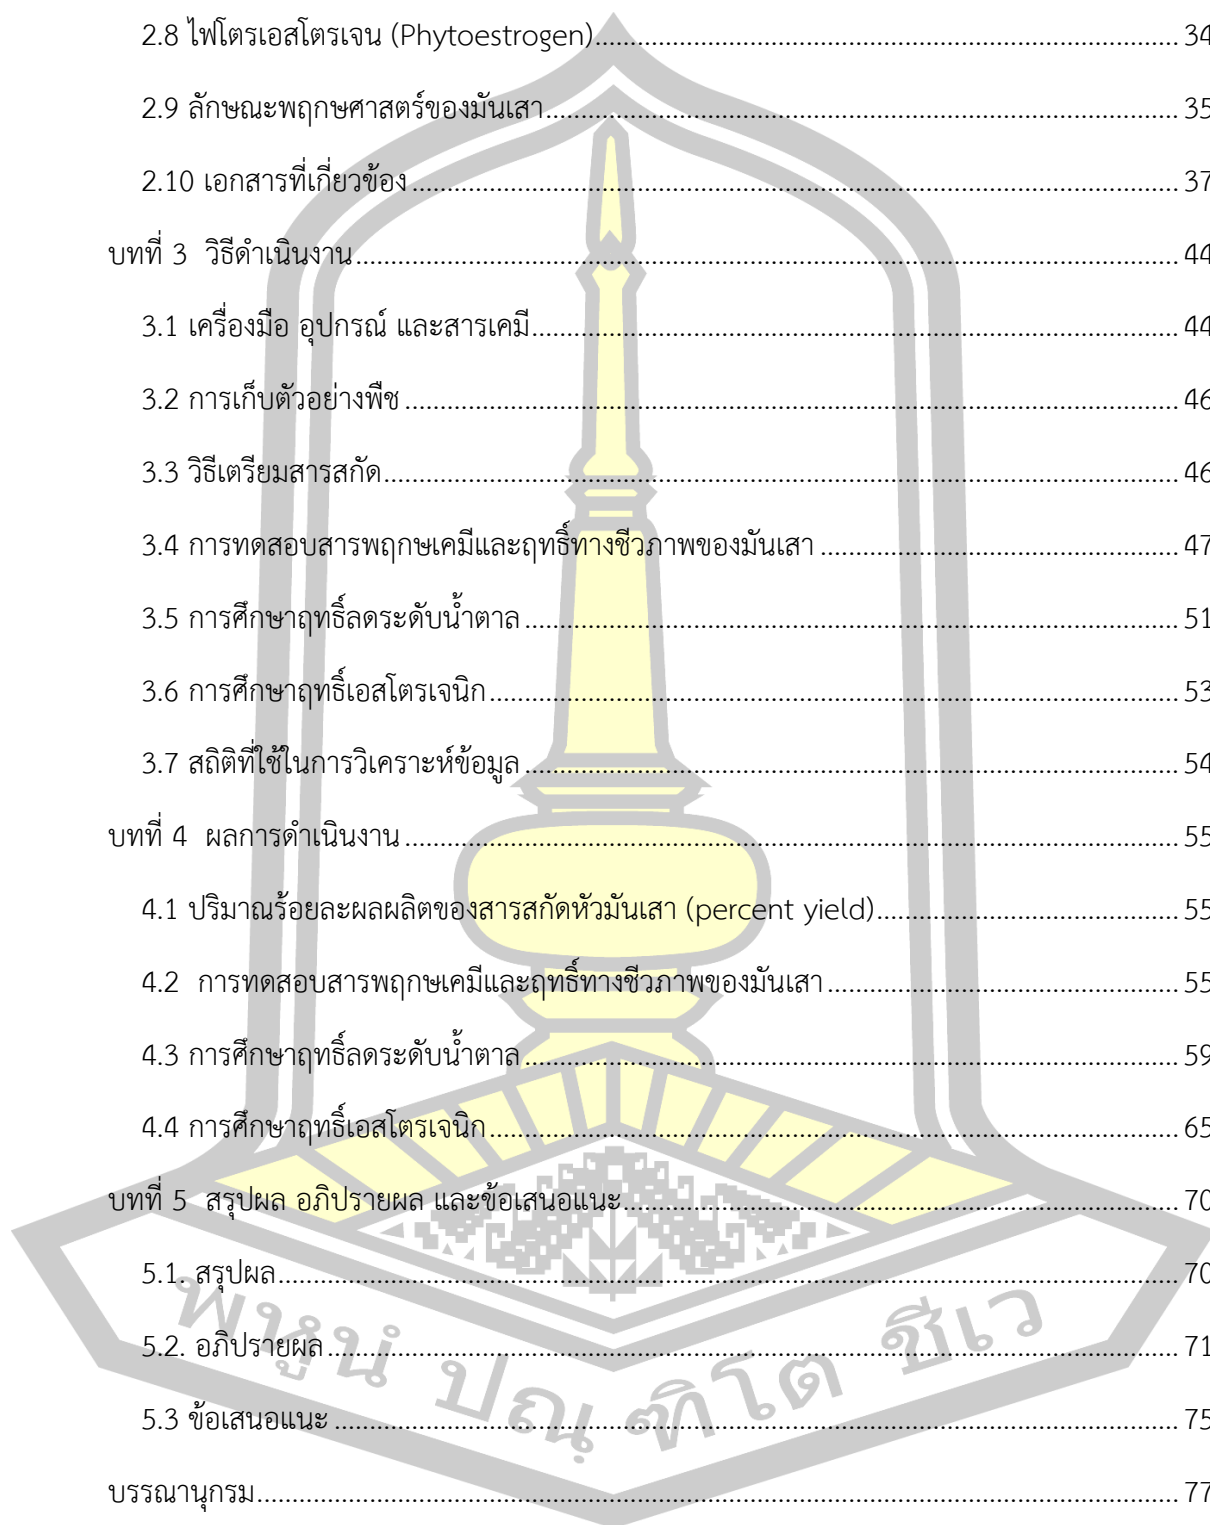 2.8 ไฟโตรเอสโตรเจน (Phytoestrogen) 34
2.9 ลักษณะพฤกษศาสตร์ของมันเสา 35
2.10 เอกสารที่เกี่ยวข้อง 37
บทที่ 3 วิธีดำเนินงาน 44
3.1 เครื่องมือ อุปกรณ์ และสารเคมี 44
3.2 การเก็บตัวอย่างพืช 46
3.3 วิธีเตรียมสารสกัด 46
3.4 การทดสอบสารพฤกษเคมีและฤทธิ์ทางชีวภาพของมันเสา 47
3.5 การศึกษาฤทธิ์ลดระดับน้ำตาล 51
3.6 การศึกษาฤทธิ์เอสโตรเจนิก 53
3.7 สถิติที่ใช้ในการวิเคราะห์ข้อมูล 54
บทที่ 4 ผลการดำเนินงาน 55
4.1 ปริมาณร้อยละผลผลิตของสารสกัดหัวมันเสา (percent yield) 55
4.2 การทดสอบสารพฤกษเคมีและฤทธิ์ทางชีวภาพของมันเสา 55
4.3 การศึกษาฤทธิ์ลดระดับน้ำตาล 59
4.4 การศึกษาฤทธิ์เอสโตรเจนิก 65
บทที่ 5 สรุปผล อภิปรายผล และข้อเสนอแนะ 70
5.1. สรุปผล 70
5.2. อภิปรายผล 71
5.3 ข้อเสนอแนะ 75
บรรณานุกรม 77
พหูนํ ปณฺฑิโต ชีเว